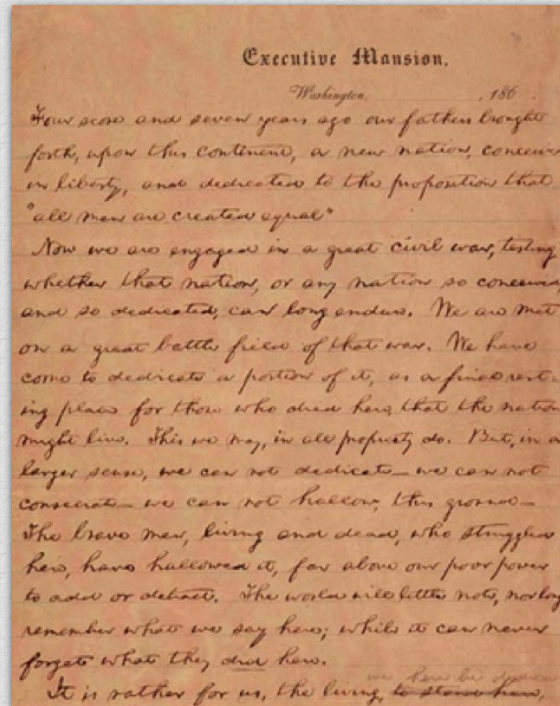 Executive Mansion,
Washington, , 186
Four score and seven years ago our fathers brought
forth, upon this continent, a new nation, conceive
in liberty, and dedicated to the proposition that
"all men are created equal"
Now we are engaged in a great civil war, testing
whether that nation, or any nation so conceived,
and so dedicated, can long endure. We are met
on a great battle field of that war. We have
come to dedicate a portion of it, as a final rest-
ing place for those who died here, that the nation
might live. This we may, in all propriety do. But, in a
larger sense, we can not dedicate — we can not
consecrate — we can not hallow, this ground —
The brave men, living and dead, who struggled
here, have hallowed it, far above our poor power
to add or detract. The world will little note, nor long
remember what we say here; while it can never
forget what they did here.
we here be
It is rather for us, the living, to stand here,